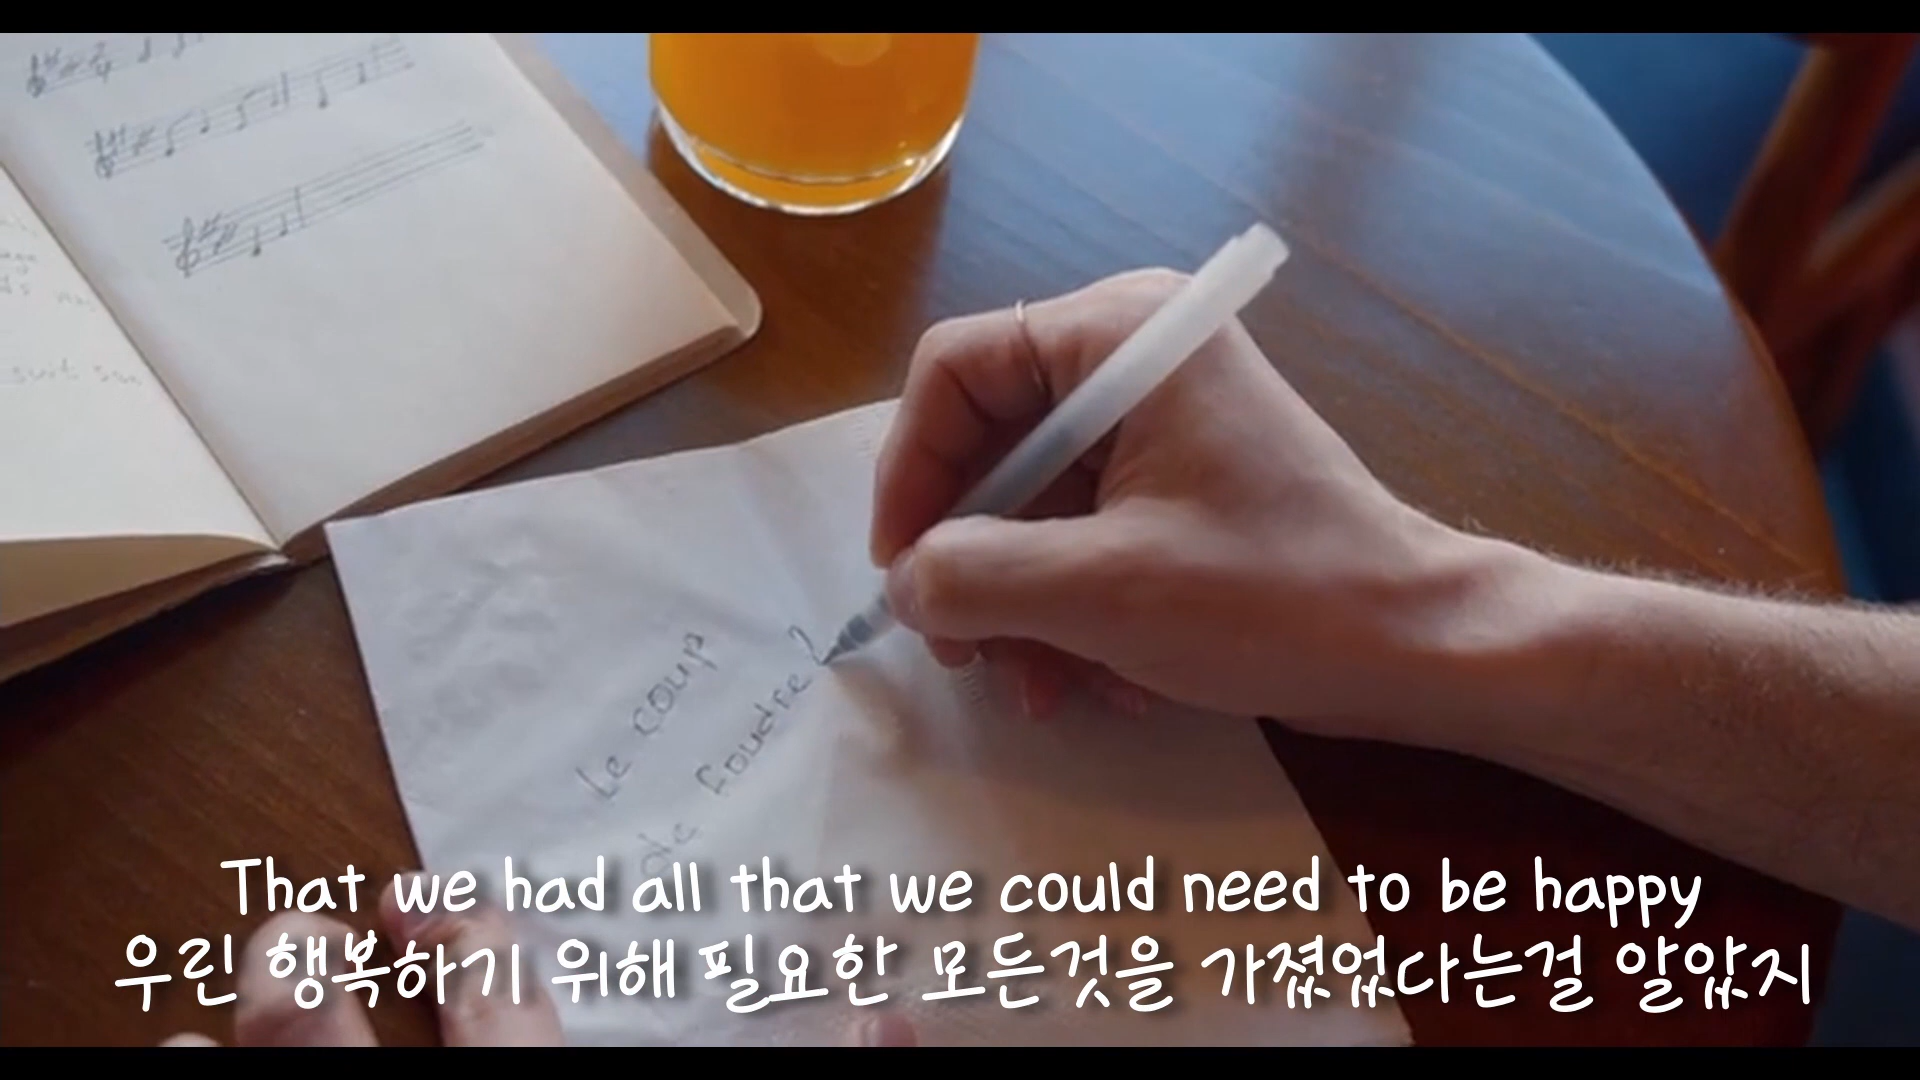 suit son
Le coup
de foudre ?
That we had all that we could need to be happy
우린 행복하기 위해 필요한 모든것을 가졌었다는걸 알았지